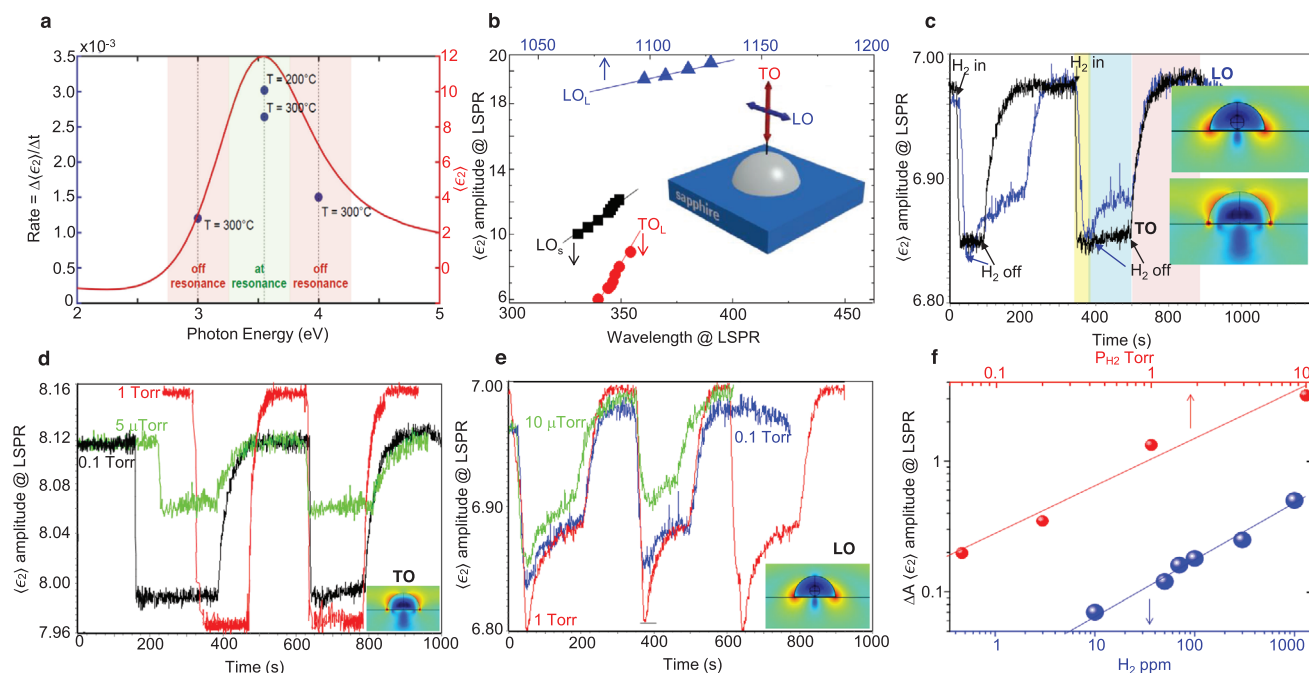 a
x10⁻³
3.5
3.0
2.5
2.0
1.5
1.0
0.5
0
Rate = Δ⟨ϵ₂⟩/Δt
T = 200°C
T = 300°C
T = 300°C
T = 300°C
off resonance
at resonance
off resonance
12
10
8
6
4
2
0
⟨ϵ₂⟩
2
3
4
5
Photon Energy (eV)
b
1050
1100
1150
1200
20
18
16
14
12
10
8
6
⟨ϵ₂⟩ amplitude @ LSPR
LO_L
LO_s
TO_L
TO
LO
sapphire
300
350
400
450
Wavelength @ LSPR
c
7.00
6.90
6.80
⟨ϵ₂⟩ amplitude @ LSPR
H₂ in
H₂ in
LO
TO
H₂ off
H₂ off
0
200
400
600
800
1000
Time (s)
d
8.16
8.12
8.08
8.04
8.00
7.96
⟨ϵ₂⟩ amplitude @ LSPR
1 Torr
5 μTorr
0.1 Torr
TO
0
200
400
600
800
1000
Time (s)
e
7.00
6.90
6.80
⟨ϵ₂⟩ amplitude @ LSPR
10 μTorr
0.1 Torr
1 Torr
LO
0
200
400
600
800
1000
Time (s)
f
P_H2 Torr
0.1
1
10
1
0.1
ΔA ⟨ϵ₂⟩ amplitude @ LSPR
1
10
100
1000
H₂ ppm